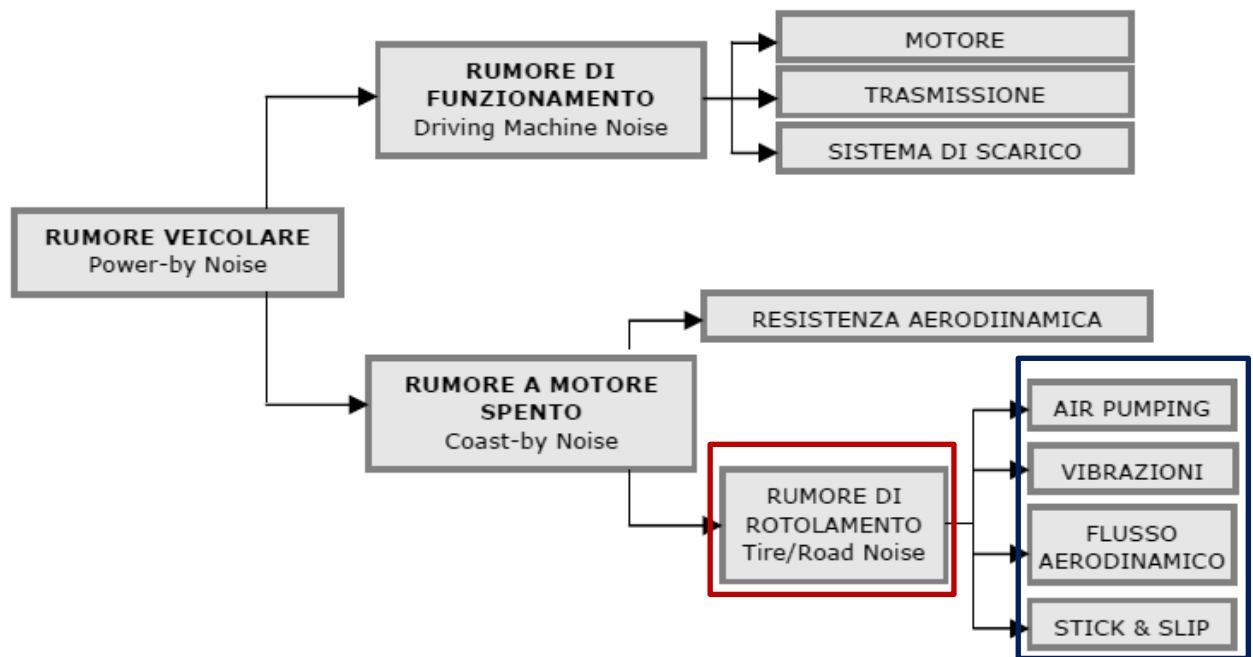 RUMORE VEICOLARE
Power-by Noise
RUMORE DI
FUNZIONAMENTO
Driving Machine Noise
MOTORE
TRASMISSIONE
SISTEMA DI SCARICO
RUMORE A MOTORE
SPENTO
Coast-by Noise
RESISTENZA AERODIINAMICA
RUMORE DI
ROTOLAMENTO
Tire/Road Noise
AIR PUMPING
VIBRAZIONI
FLUSSO
AERODINAMICO
STICK & SLIP